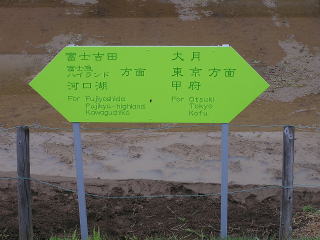 富士吉田
富士急
ハイランド 方面
河口湖
For Fujiyoshida
Fujikyu-highland
Kawaguchiko
大月
東京 方面
甲府
For Otsuki
Tokyo
Kofu